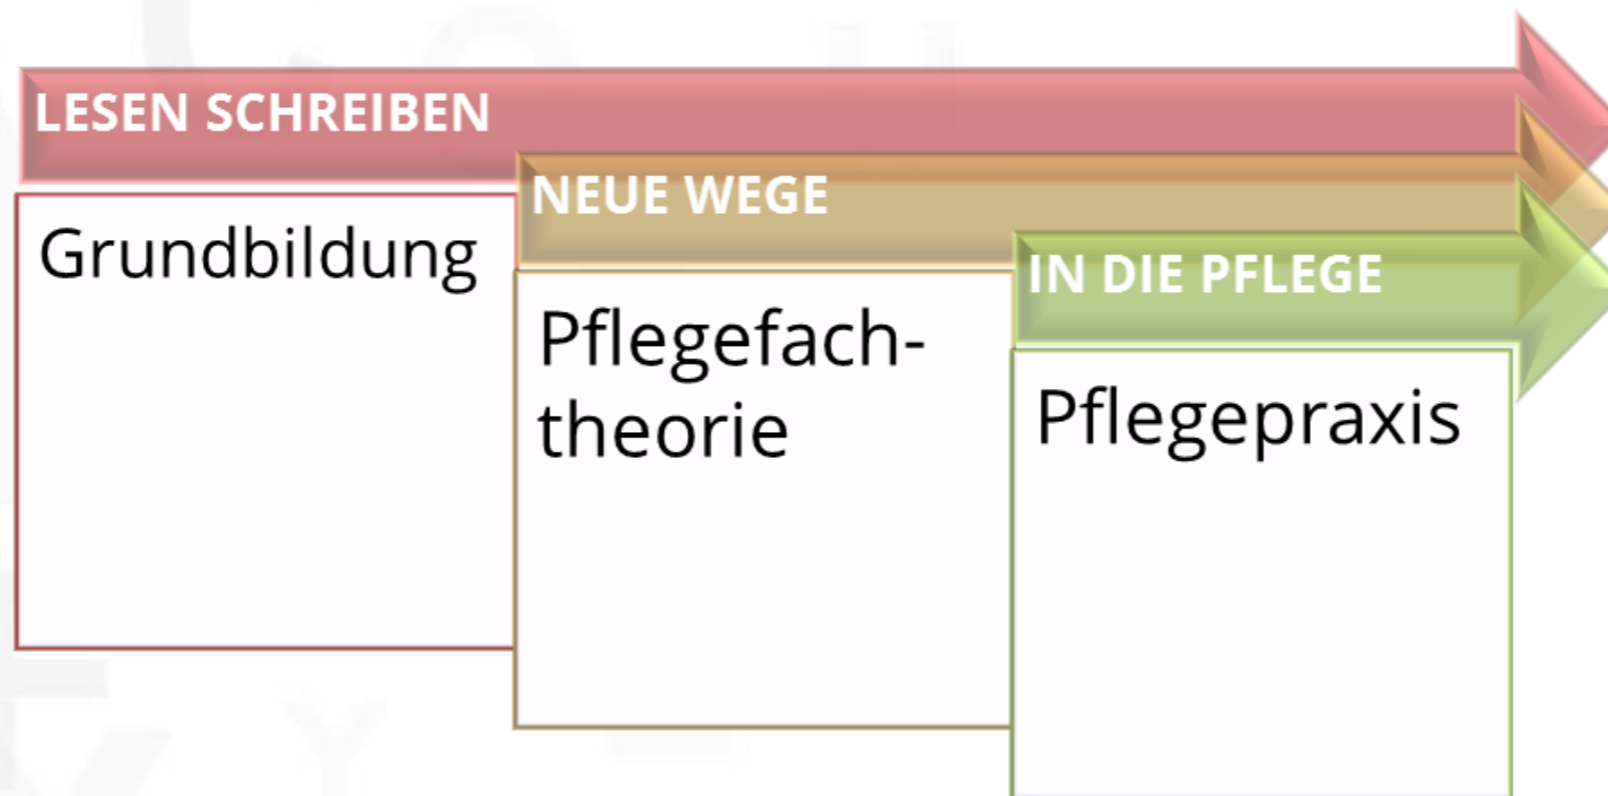 LESEN SCHREIBEN
NEUE WEGE
IN DIE PFLEGE
Grundbildung
Pflegefach-
theorie
Pflegepraxis